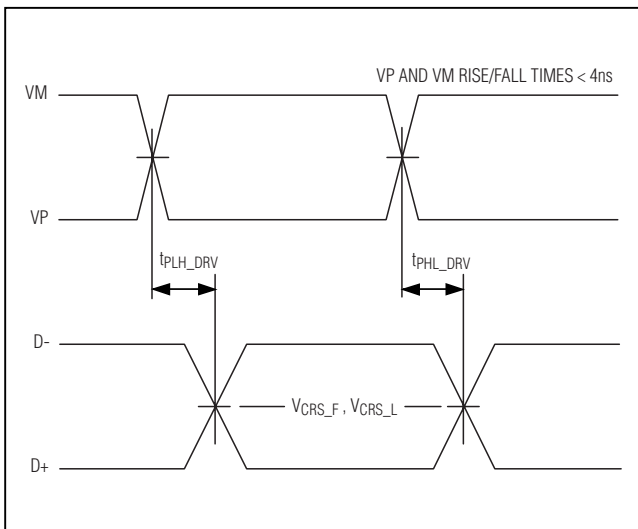 VP AND VM RISE/FALL TIMES < 4ns
VM
VP
tPLH_DRV
tPHL_DRV
D-
VCRS_F , VCRS_L
D+